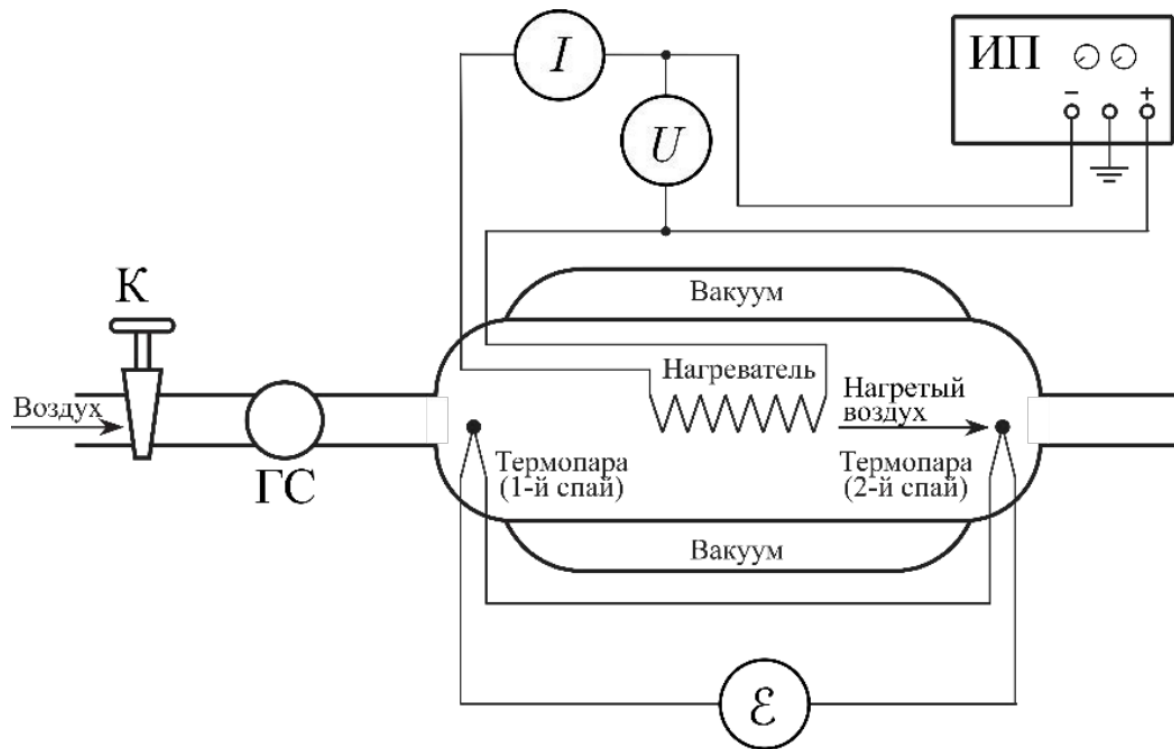 I
ИП
- +
U
К
Вакуум
Нагреватель
Воздух
Нагретый
воздух
ГС
Термопара
(1-й спай)
Термопара
(2-й спай)
Вакуум
Ɛ